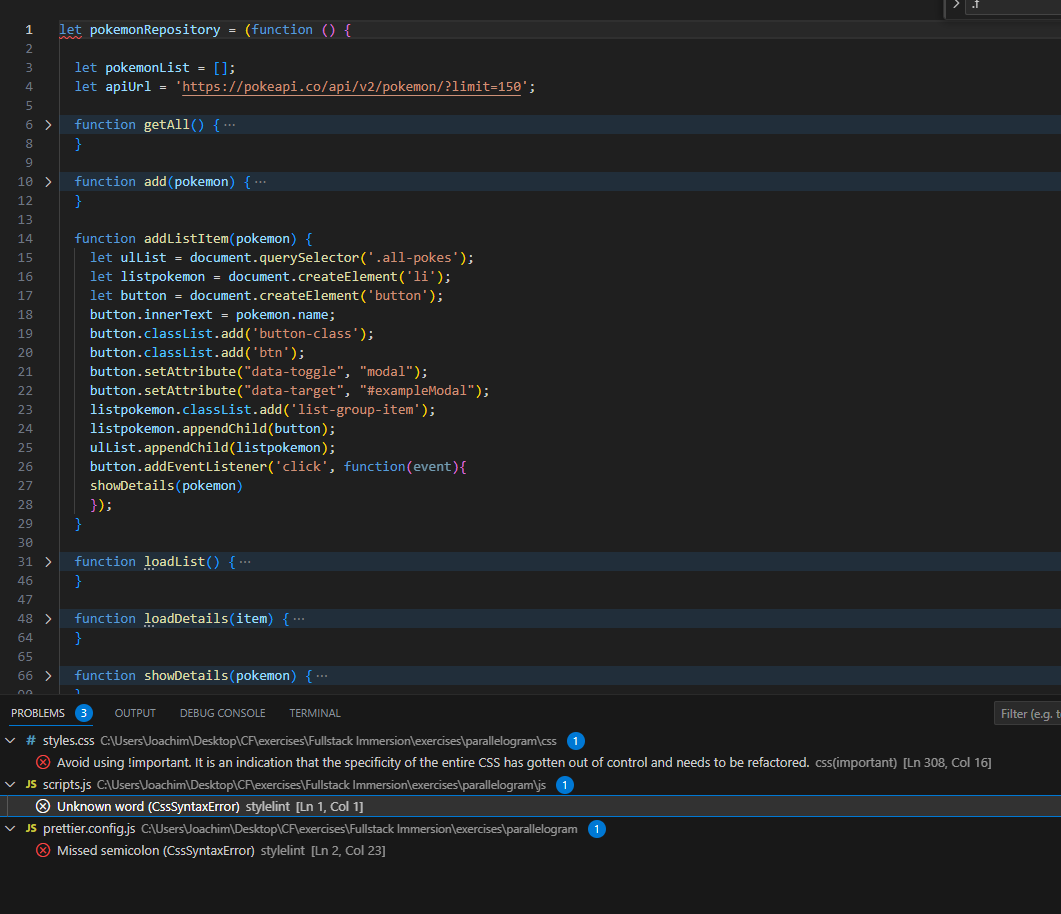 .f
1 let pokemonRepository = (function () {
2
3 let pokemonList = [];
4 let apiUrl = 'https://pokeapi.co/api/v2/pokemon/?limit=150';
5
6 function getAll() { ···
8 }
9
10 function add(pokemon) { ···
12 }
13
14 function addListItem(pokemon) {
15 let ulList = document.querySelector('.all-pokes');
16 let listpokemon = document.createElement('li');
17 let button = document.createElement('button');
18 button.innerText = pokemon.name;
19 button.classList.add('button-class');
20 button.classList.add('btn');
21 button.setAttribute("data-toggle", "modal");
22 button.setAttribute("data-target", "#exampleModal");
23 listpokemon.classList.add('list-group-item');
24 listpokemon.appendChild(button);
25 ulList.appendChild(listpokemon);
26 button.addEventListener('click', function(event){
27 showDetails(pokemon)
28 });
29 }
30
31 function loadList() { ···
46 }
47
48 function loadDetails(item) { ···
64 }
65
66 function showDetails(pokemon) { ···
PROBLEMS 3 OUTPUT DEBUG CONSOLE TERMINAL Filter (e.g. t
# styles.css C:\Users\Joachim\Desktop\CF\exercises\Fullstack Immersion\exercises\parallelogram\css 1
Avoid using !important. It is an indication that the specificity of the entire CSS has gotten out of control and needs to be refactored. css(important) [Ln 308, Col 16]
JS scripts.js C:\Users\Joachim\Desktop\CF\exercises\Fullstack Immersion\exercises\parallelogram\js 1
Unknown word (CssSyntaxError) stylelint [Ln 1, Col 1]
JS prettier.config.js C:\Users\Joachim\Desktop\CF\exercises\Fullstack Immersion\exercises\parallelogram 1
Missed semicolon (CssSyntaxError) stylelint [Ln 2, Col 23]